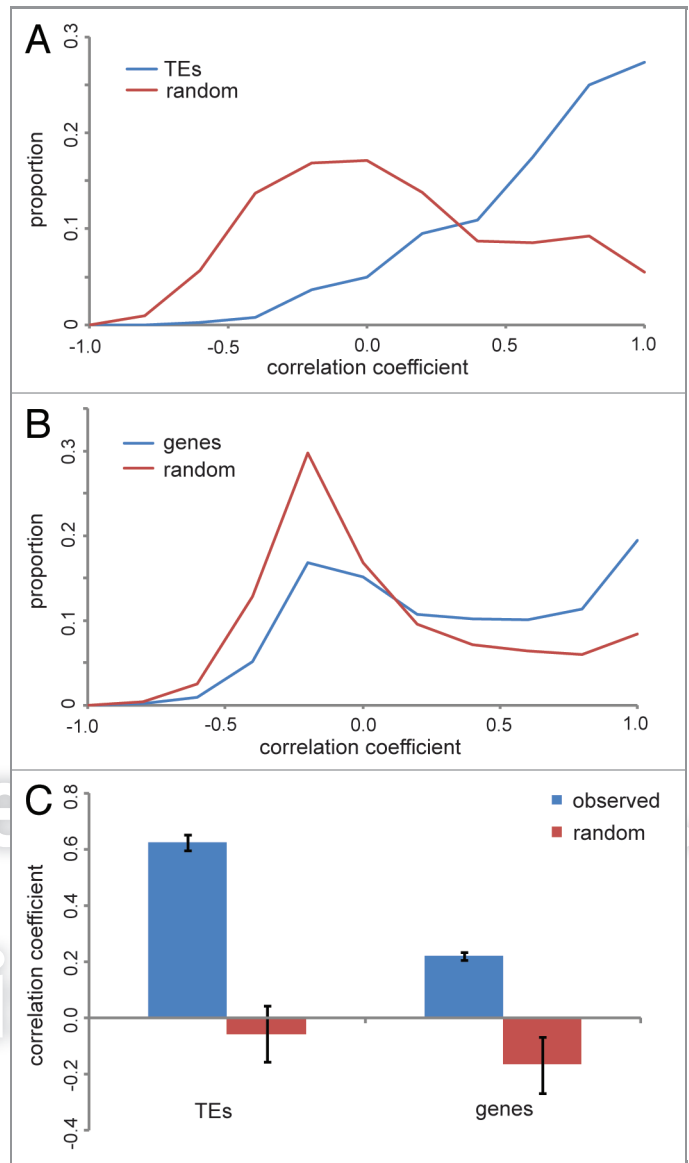 A
0.3
0.2
0.1
0
proportion
TEs
random
-1.0
-0.5
0.0
0.5
1.0
correlation coefficient
B
0.3
0.2
0.1
0
proportion
genes
random
-1.0
-0.5
0.0
0.5
1.0
correlation coefficient
C
0.8
0.6
0.4
0.2
0.0
-0.2
-0.4
correlation coefficient
observed
random
TEs
genes